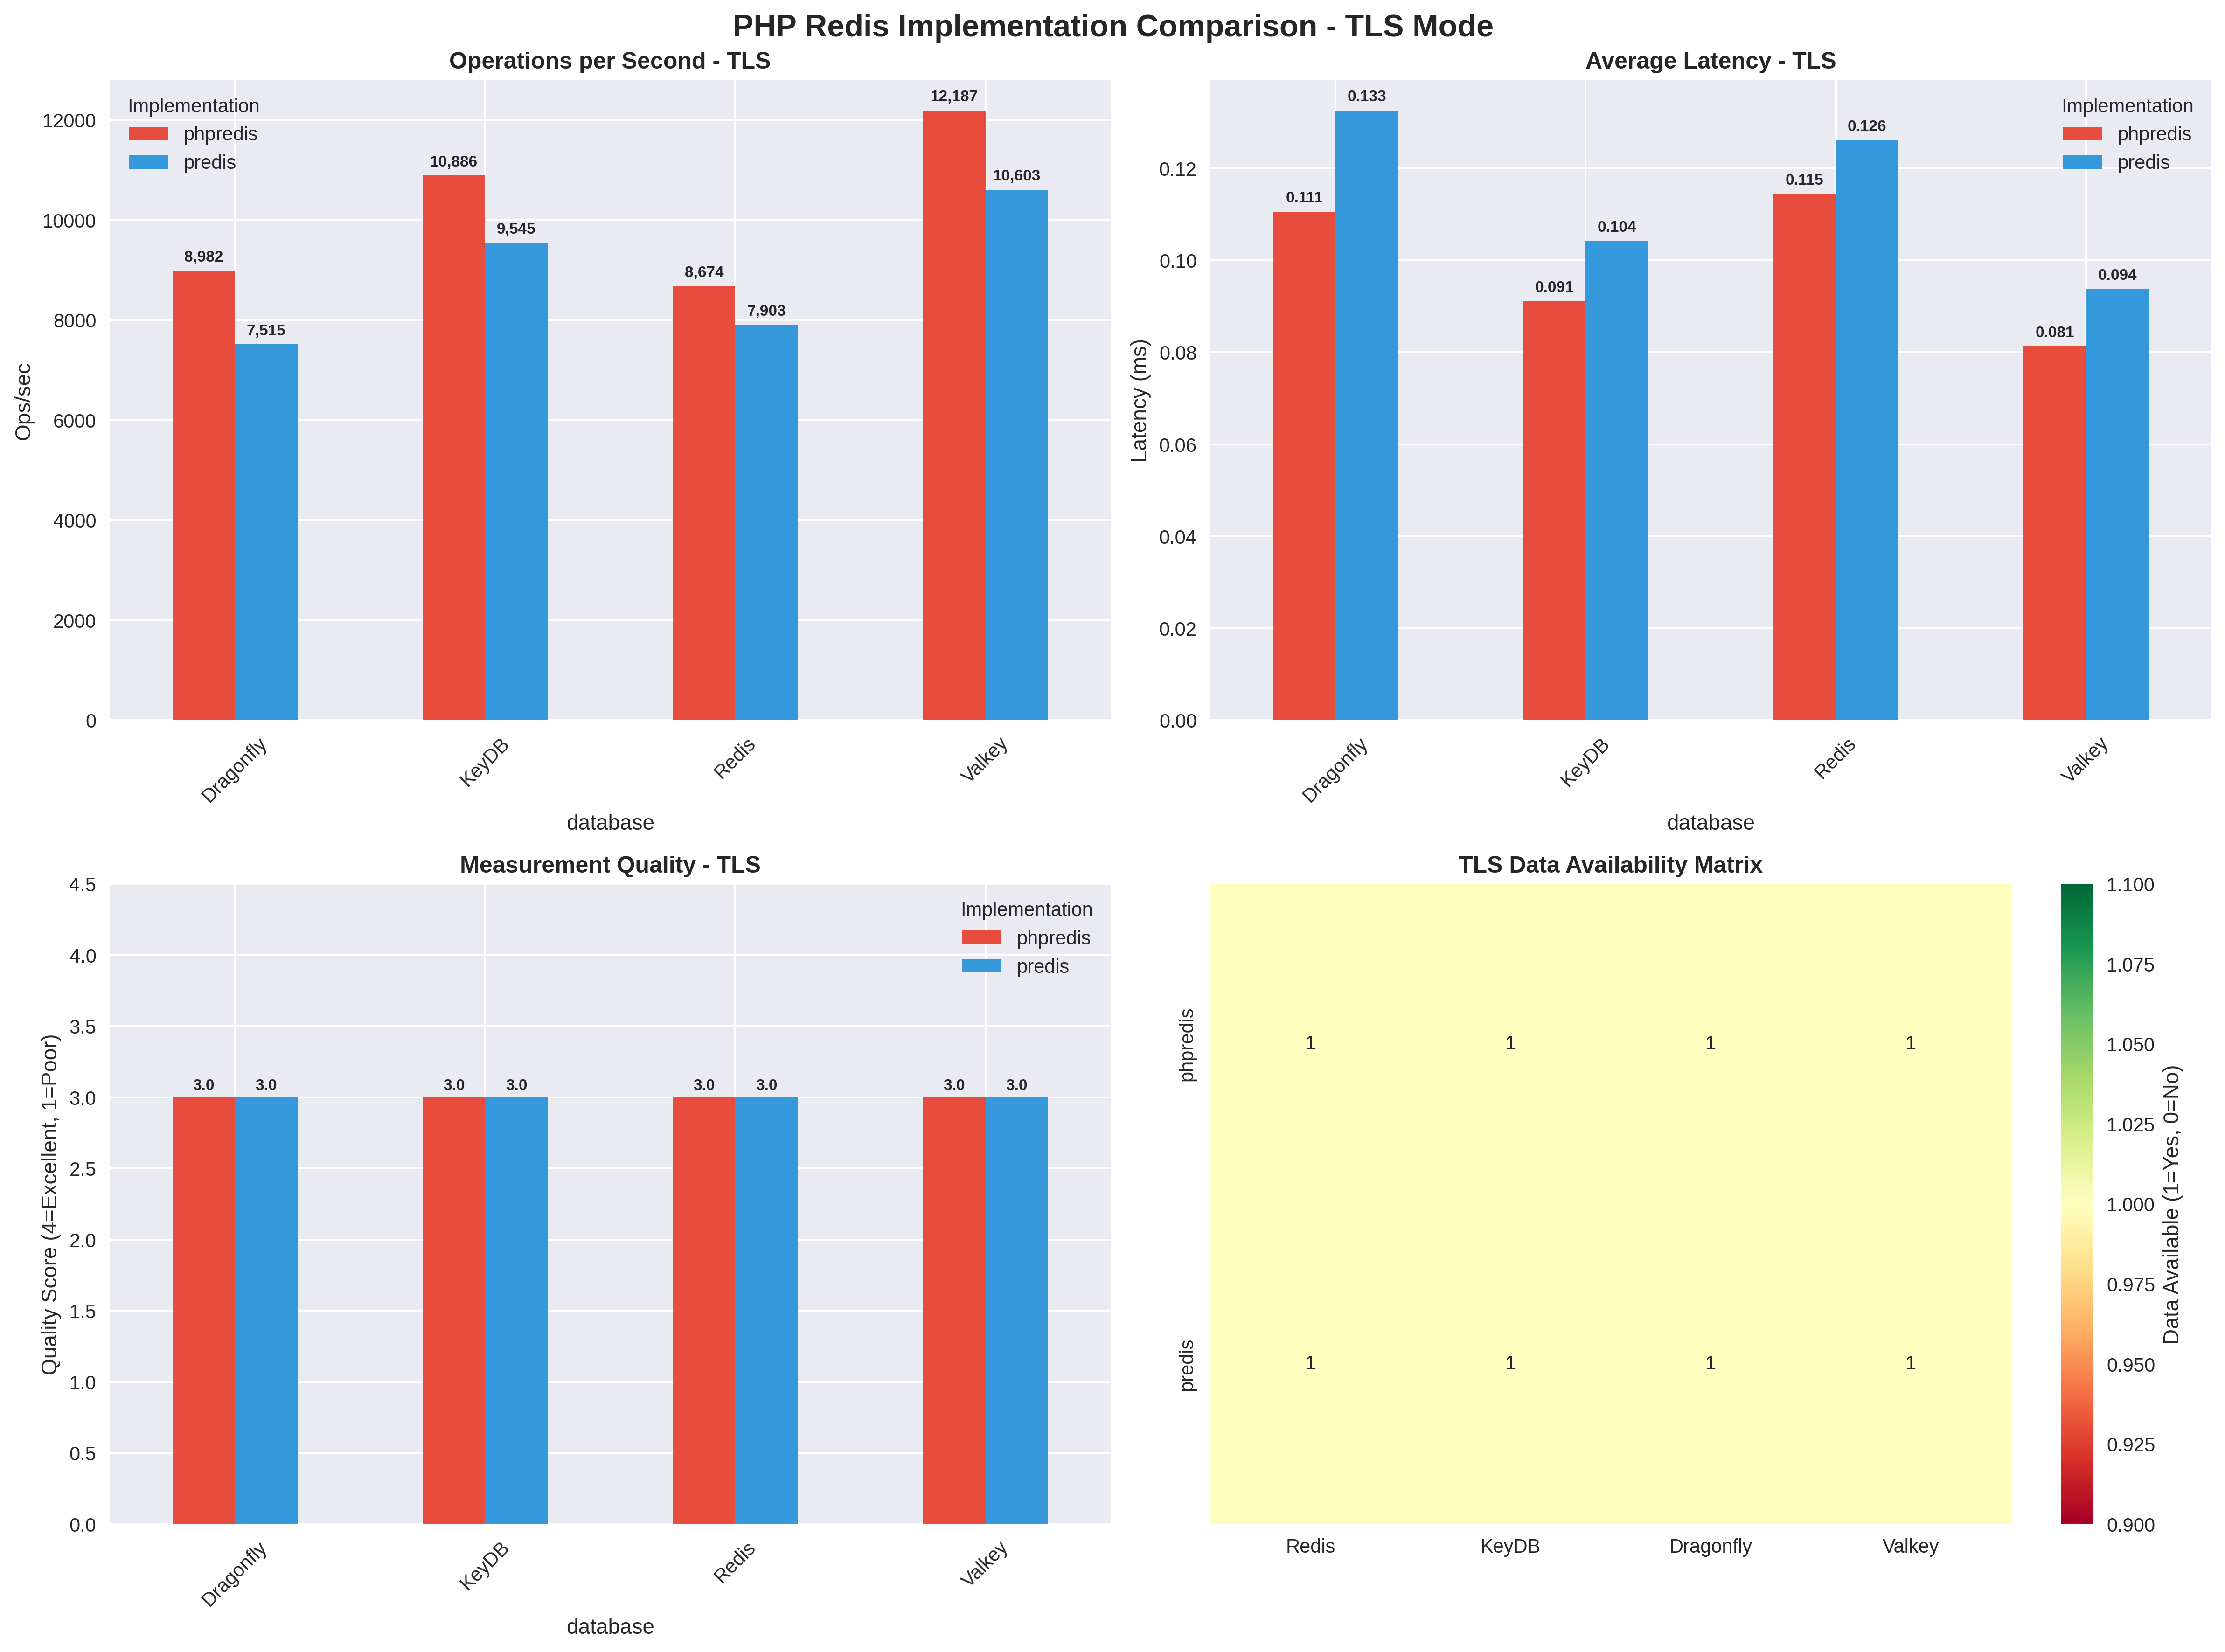 PHP Redis Implementation Comparison - TLS Mode
Operations per Second - TLS
Ops/sec
12000
10000
8000
6000
4000
2000
0
Implementation
phpredis
predis
8,982
7,515
10,886
9,545
8,674
7,903
12,187
10,603
Dragonfly
KeyDB
Redis
Valkey
database
Average Latency - TLS
Latency (ms)
0.12
0.10
0.08
0.06
0.04
0.02
0.00
Implementation
phpredis
predis
0.111
0.133
0.091
0.104
0.115
0.126
0.081
0.094
Dragonfly
KeyDB
Redis
Valkey
database
Measurement Quality - TLS
Quality Score (4=Excellent, 1=Poor)
4.5
4.0
3.5
3.0
2.5
2.0
1.5
1.0
0.5
0.0
Implementation
phpredis
predis
3.0
3.0
3.0
3.0
3.0
3.0
3.0
3.0
Dragonfly
KeyDB
Redis
Valkey
database
TLS Data Availability Matrix
phpredis
1
1
1
1
predis
1
1
1
1
Redis
KeyDB
Dragonfly
Valkey
1.100
1.075
1.050
1.025
1.000
0.975
0.950
0.925
0.900
Data Available (1=Yes, 0=No)